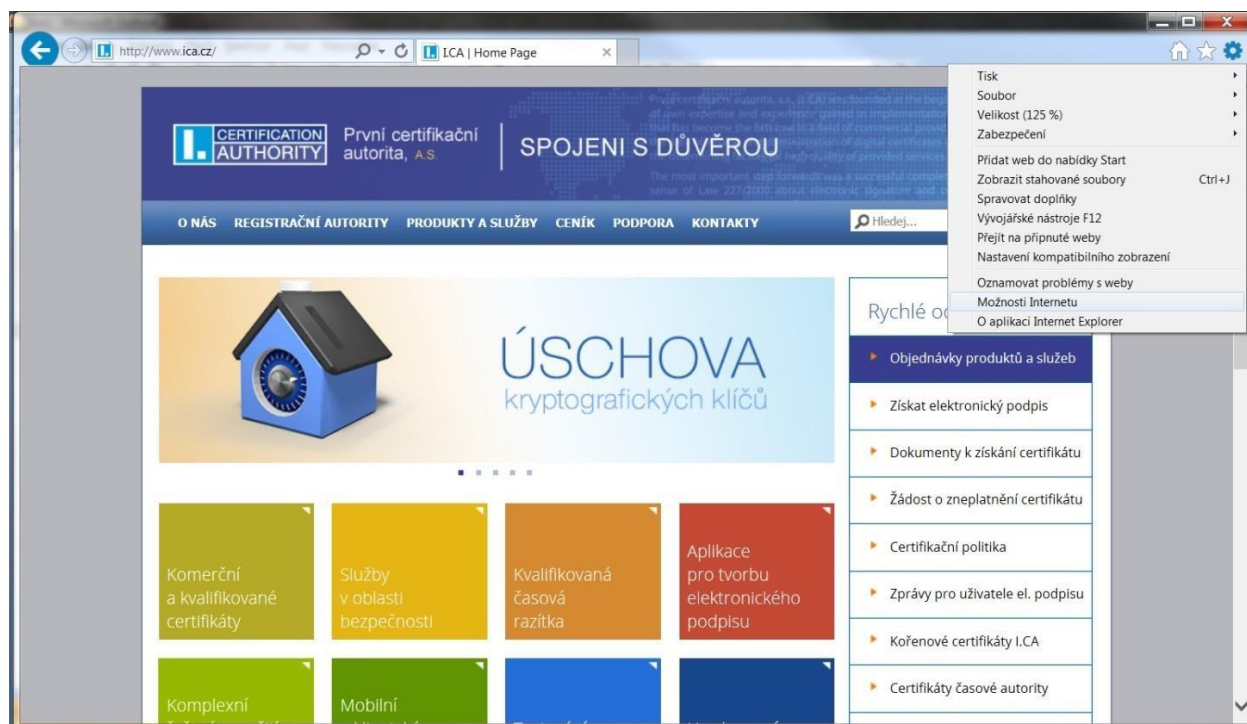 http://www.ica.cz/
I.CA | Home Page
CERTIFICATION
AUTHORITY
První certifikační
autorita, A.S.
SPOJENI S DŮVĚROU
O NÁS
REGISTRAČNÍ AUTORITY
PRODUKTY A SLUŽBY
CENÍK
PODPORA
KONTAKTY
Hledej...
Tisk
Soubor
Velikost (125 %)
Zabezpečení
Přidat web do nabídky Start
Zobrazit stahované soubory Ctrl+J
Spravovat doplňky
Vývojářské nástroje F12
Přejít na připnuté weby
Nastavení kompatibilního zobrazení
Oznamovat problémy s weby
Možnosti Internetu
O aplikaci Internet Explorer
ÚSCHOVA
kryptografických klíčů
Rychlé
Objednávky produktů a služeb
Získat elektronický podpis
Dokumenty k získání certifikátu
Žádost o zneplatnění certifikátu
Certifikační politika
Zprávy pro uživatele el. podpisu
Kořenové certifikáty I.CA
Certifikáty časové autority
Komerční
a kvalifikované
certifikáty
Služby
v oblasti
bezpečnosti
Kvalifikovaná
časová
razítka
Aplikace
pro tvorbu
elektronického
podpisu
Komplexní
Mobilní